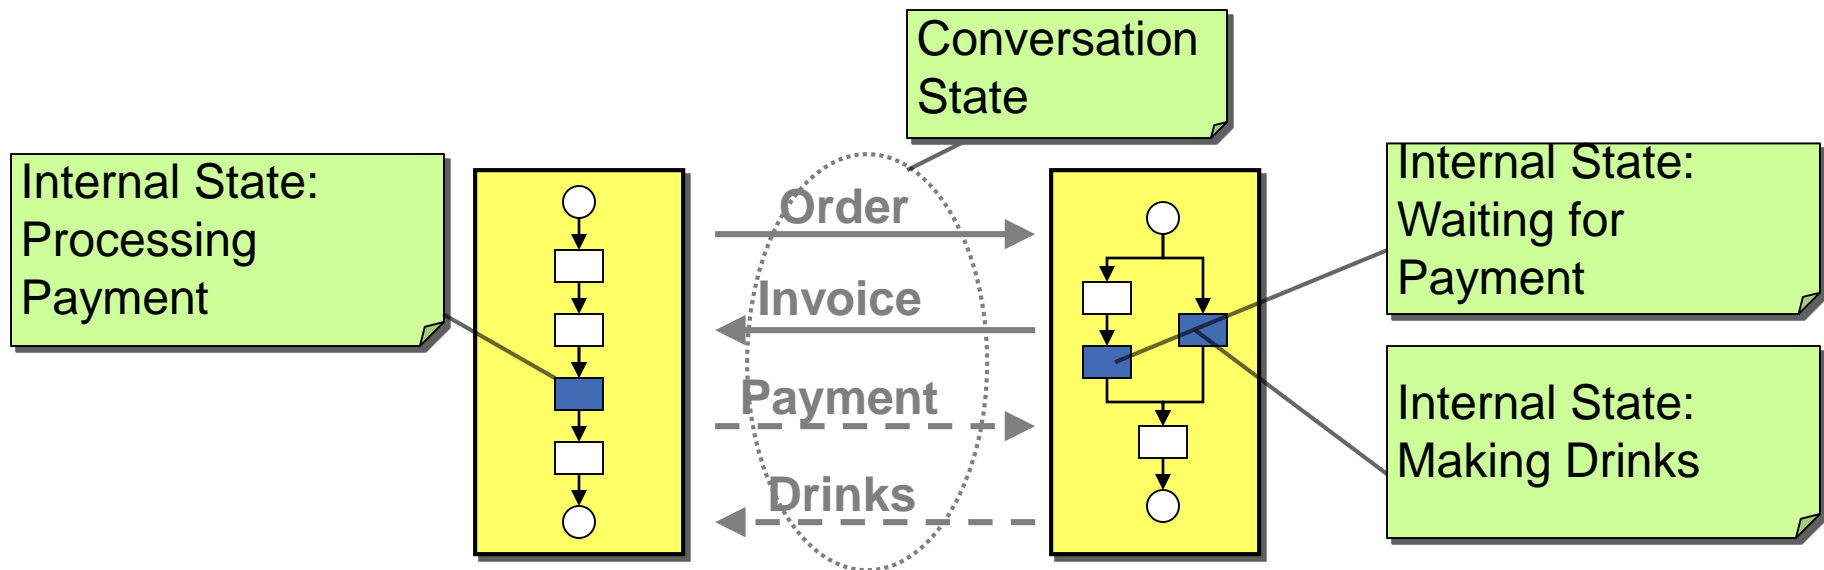 Conversation
State
Internal State:
Processing
Payment
Order
Invoice
Payment
Drinks
Internal State:
Waiting for
Payment
Internal State:
Making Drinks